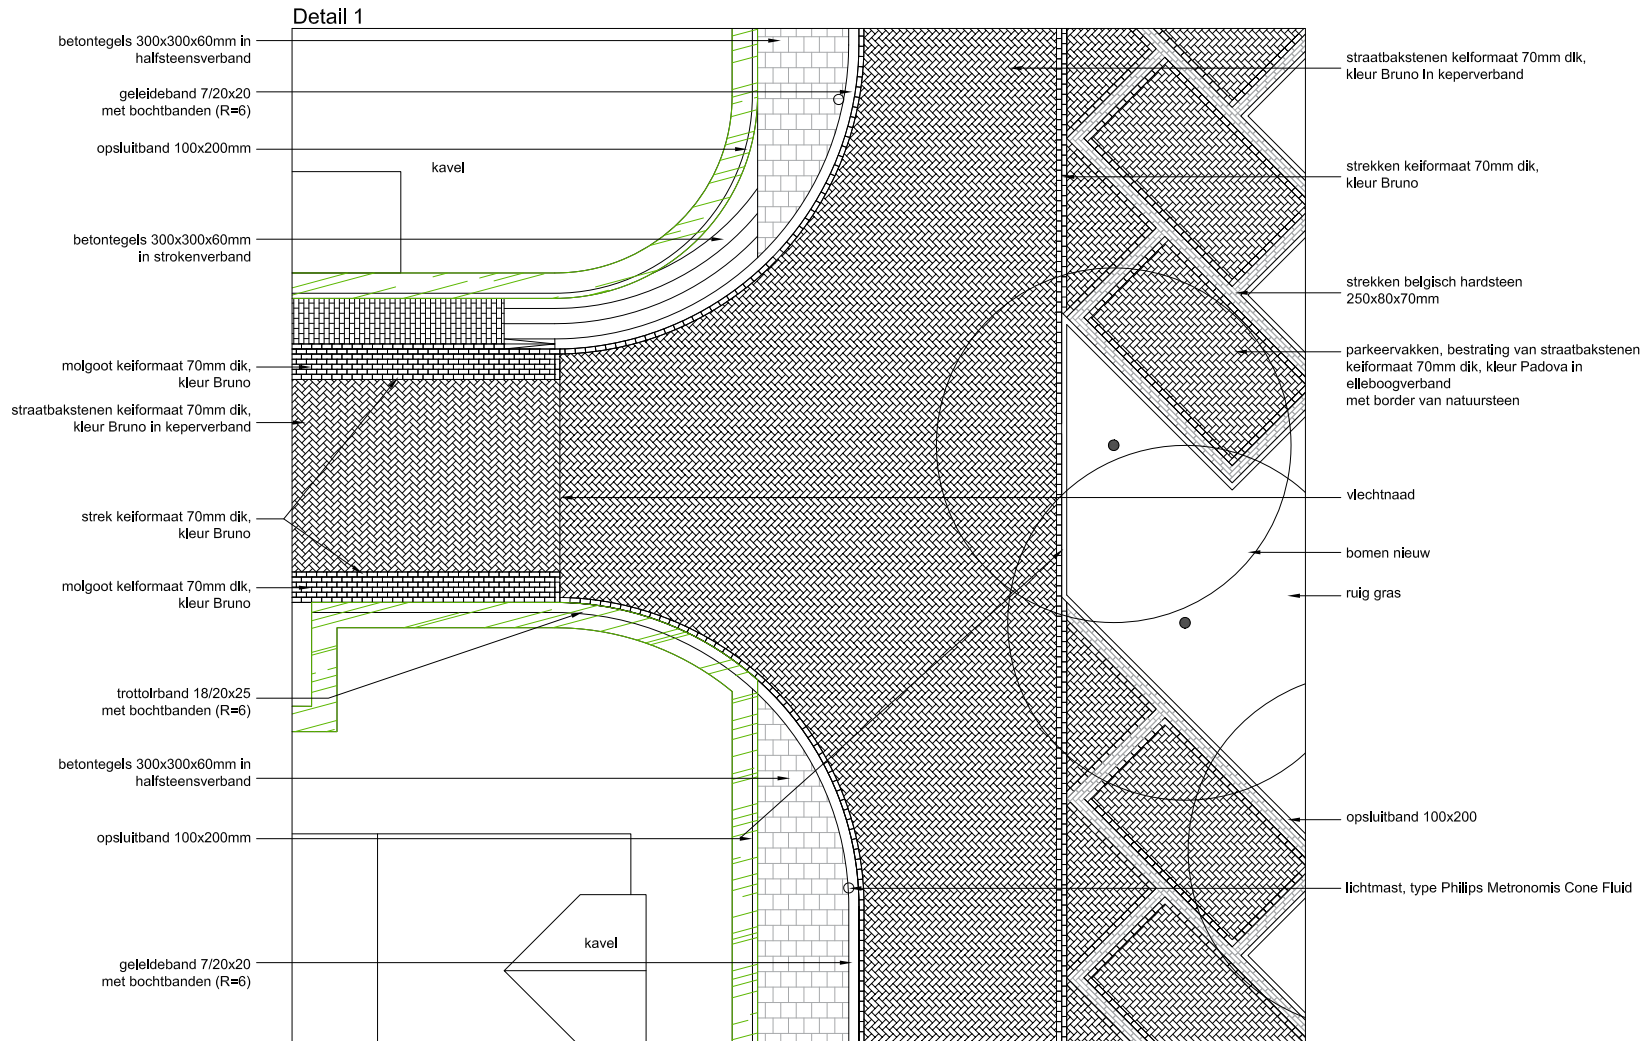 Detail 1
betontegels 300x300x60mm in
halfsteensverband
geleideband 7/20x20
met bochtbanden (R=6)
opsluitband 100x200mm
kavel
betontegels 300x300x60mm
in strokenverband
molgoot keiformaat 70mm dik,
kleur Bruno
straatbakstenen keiformaat 70mm dik,
kleur Bruno in keperverband
strek keiformaat 70mm dik,
kleur Bruno
molgoot keiformaat 70mm dik,
kleur Bruno
trottoirband 18/20x25
met bochtbanden (R=6)
betontegels 300x300x60mm in
halfsteensverband
opsluitband 100x200mm
kavel
geleideband 7/20x20
met bochtbanden (R=6)
straatbakstenen keiformaat 70mm dik,
kleur Bruno in keperverband
strekken keiformaat 70mm dik,
kleur Bruno
strekken belgisch hardsteen
250x80x70mm
parkeervakken, bestrating van straatbakstenen
keiformaat 70mm dik, kleur Padova in
elleboogverband
met border van natuursteen
vlechtnaad
bomen nieuw
ruig gras
opsluitband 100x200
lichtmast, type Philips Metronomis Cone Fluid